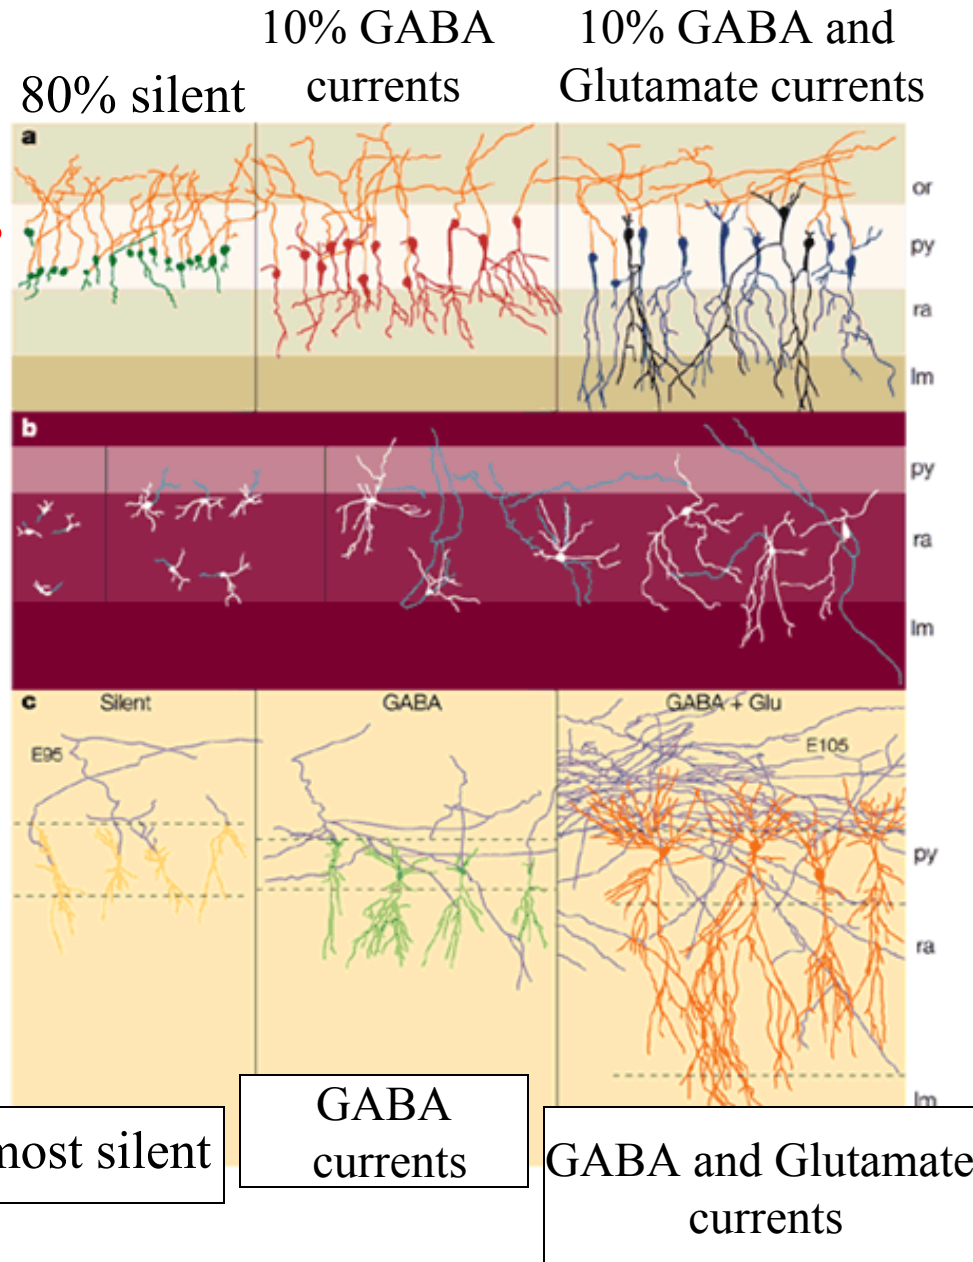 10% GABA
currents
10% GABA and
Glutamate currents
80% silent
a
or
py
ra
lm
b
py
ra
lm
c
Silent
GABA
GABA + Glu
E95
E105
py
ra
lm
most silent
GABA
currents
GABA and Glutamate
currents